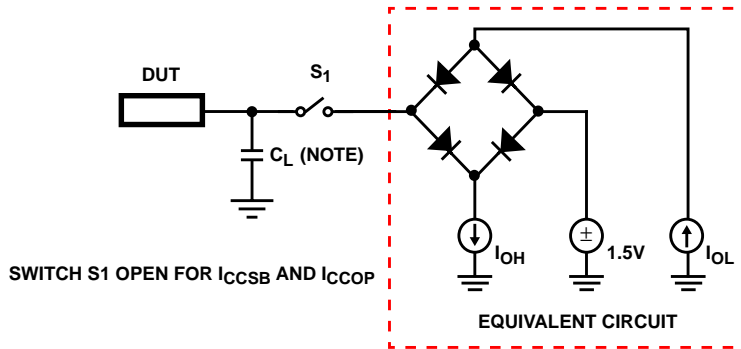 DUT
S1
CL (NOTE)
±
IOH
1.5V
IOL
SWITCH S1 OPEN FOR ICCSB AND ICCOP
EQUIVALENT CIRCUIT